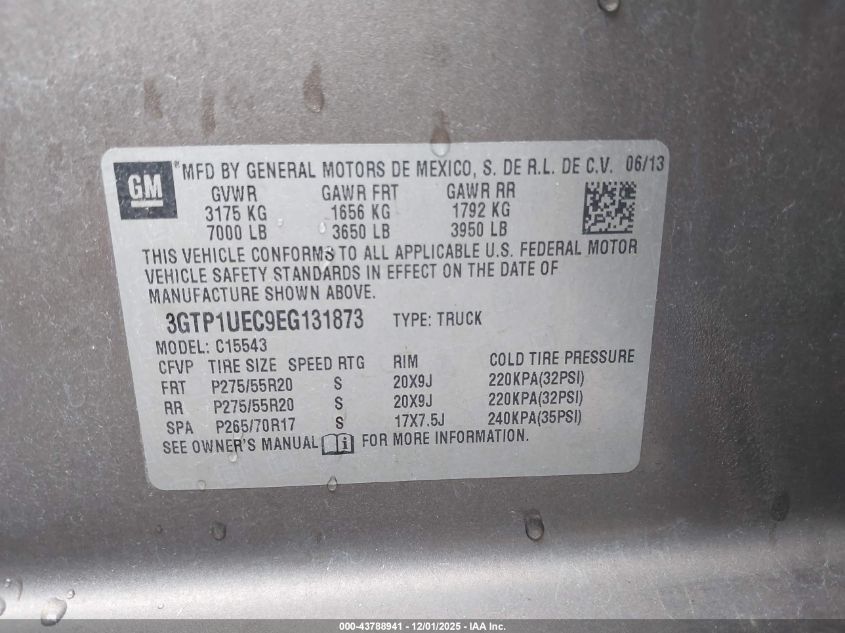 GM
® MFD BY GENERAL MOTORS DE MEXICO, S. DE R.L. DE C.V. 06/13
GVWR GAWR FRT GAWR RR
3175 KG 1656 KG 1792 KG
7000 LB 3650 LB 3950 LB
THIS VEHICLE CONFORMS TO ALL APPLICABLE U.S. FEDERAL MOTOR
VEHICLE SAFETY STANDARDS IN EFFECT ON THE DATE OF
MANUFACTURE SHOWN ABOVE.
3GTP1UEC9EG131873 TYPE: TRUCK
MODEL: C15543
CFVP TIRE SIZE SPEED RTG RIM COLD TIRE PRESSURE
FRT P275/55R20 S 20X9J 220KPA(32PSI)
RR P275/55R20 S 20X9J 220KPA(32PSI)
SPA P265/70R17 S 17X7.5J 240KPA(35PSI)
SEE OWNER'S MANUAL i FOR MORE INFORMATION.
000-43788941 - 12/01/2025 - IAA Inc.